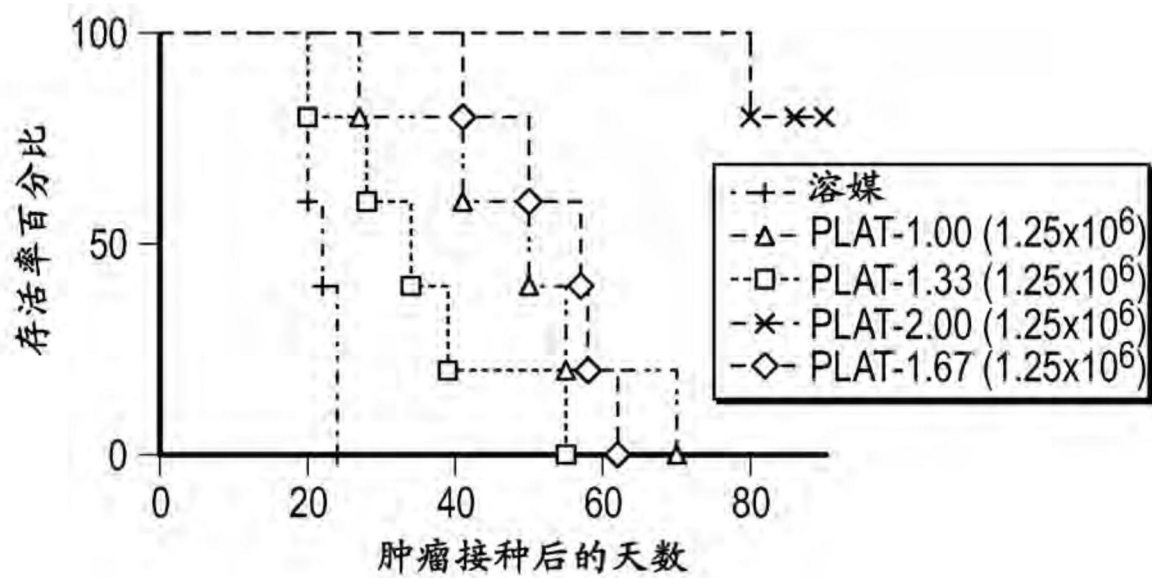 100
50
0
存活率百分比
0 20 40 60 80
肿瘤接种后的天数
溶媒
PLAT-1.00 (1.25x10⁶)
PLAT-1.33 (1.25x10⁶)
PLAT-2.00 (1.25x10⁶)
PLAT-1.67 (1.25x10⁶)